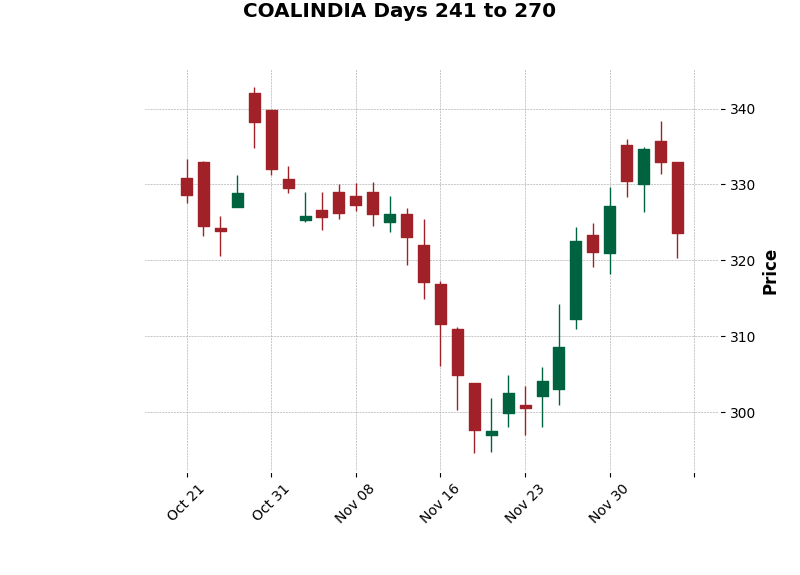 COALINDIA Days 241 to 270
340
330
320
310
300
Price
Oct 21
Oct 31
Nov 08
Nov 16
Nov 23
Nov 30